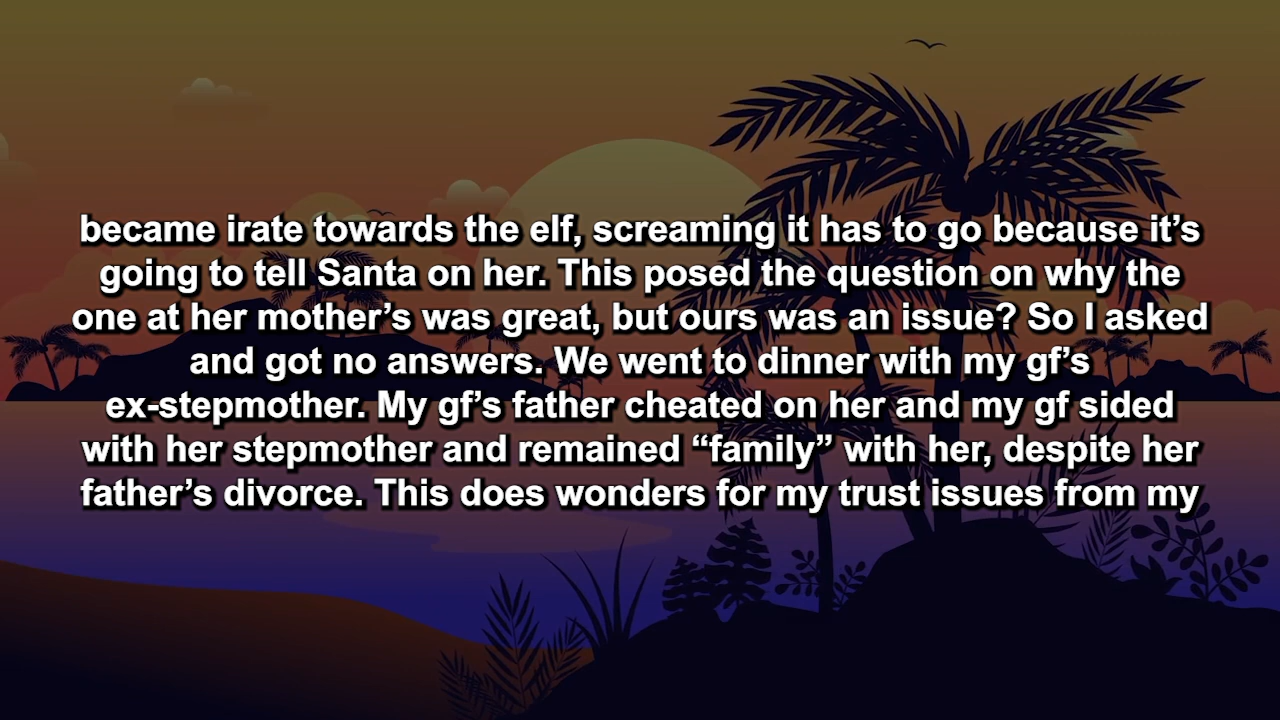 became irate towards the elf, screaming it has to go because it’s
going to tell Santa on her. This posed the question on why the
one at her mother’s was great, but ours was an issue? So I asked
and got no answers. We went to dinner with my gf’s
ex-stepmother. My gf’s father cheated on her and my gf sided
with her stepmother and remained “family” with her, despite her
father’s divorce. This does wonders for my trust issues from my